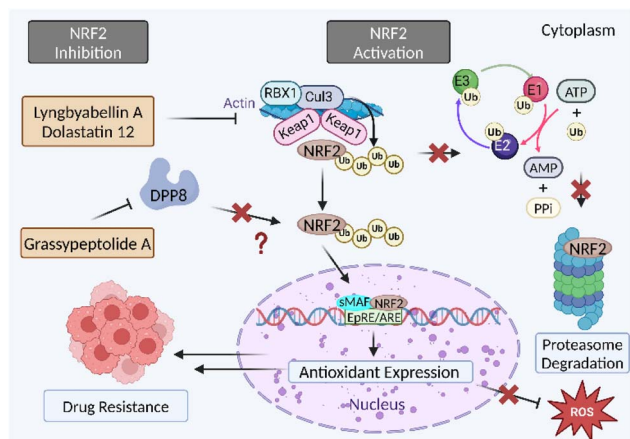 NRF2
Inhibition
NRF2
Activation
Cytoplasm
Lyngbyabellin A
Dolastatin 12
Actin
RBX1
Cul3
Keap1
Keap1
NRF2
Ub
Ub
Ub
Ub
E3
Ub
E1
Ub
Ub
E2
ATP
+
Ub
AMP
+
PPi
DPP8
Grassypeptolide A
?
NRF2
Ub
Ub
Ub
Ub
NRF2
Proteasome
Degradation
sMAF
NRF2
EpRE/ARE
Antioxidant Expression
Nucleus
Drug Resistance
ROS